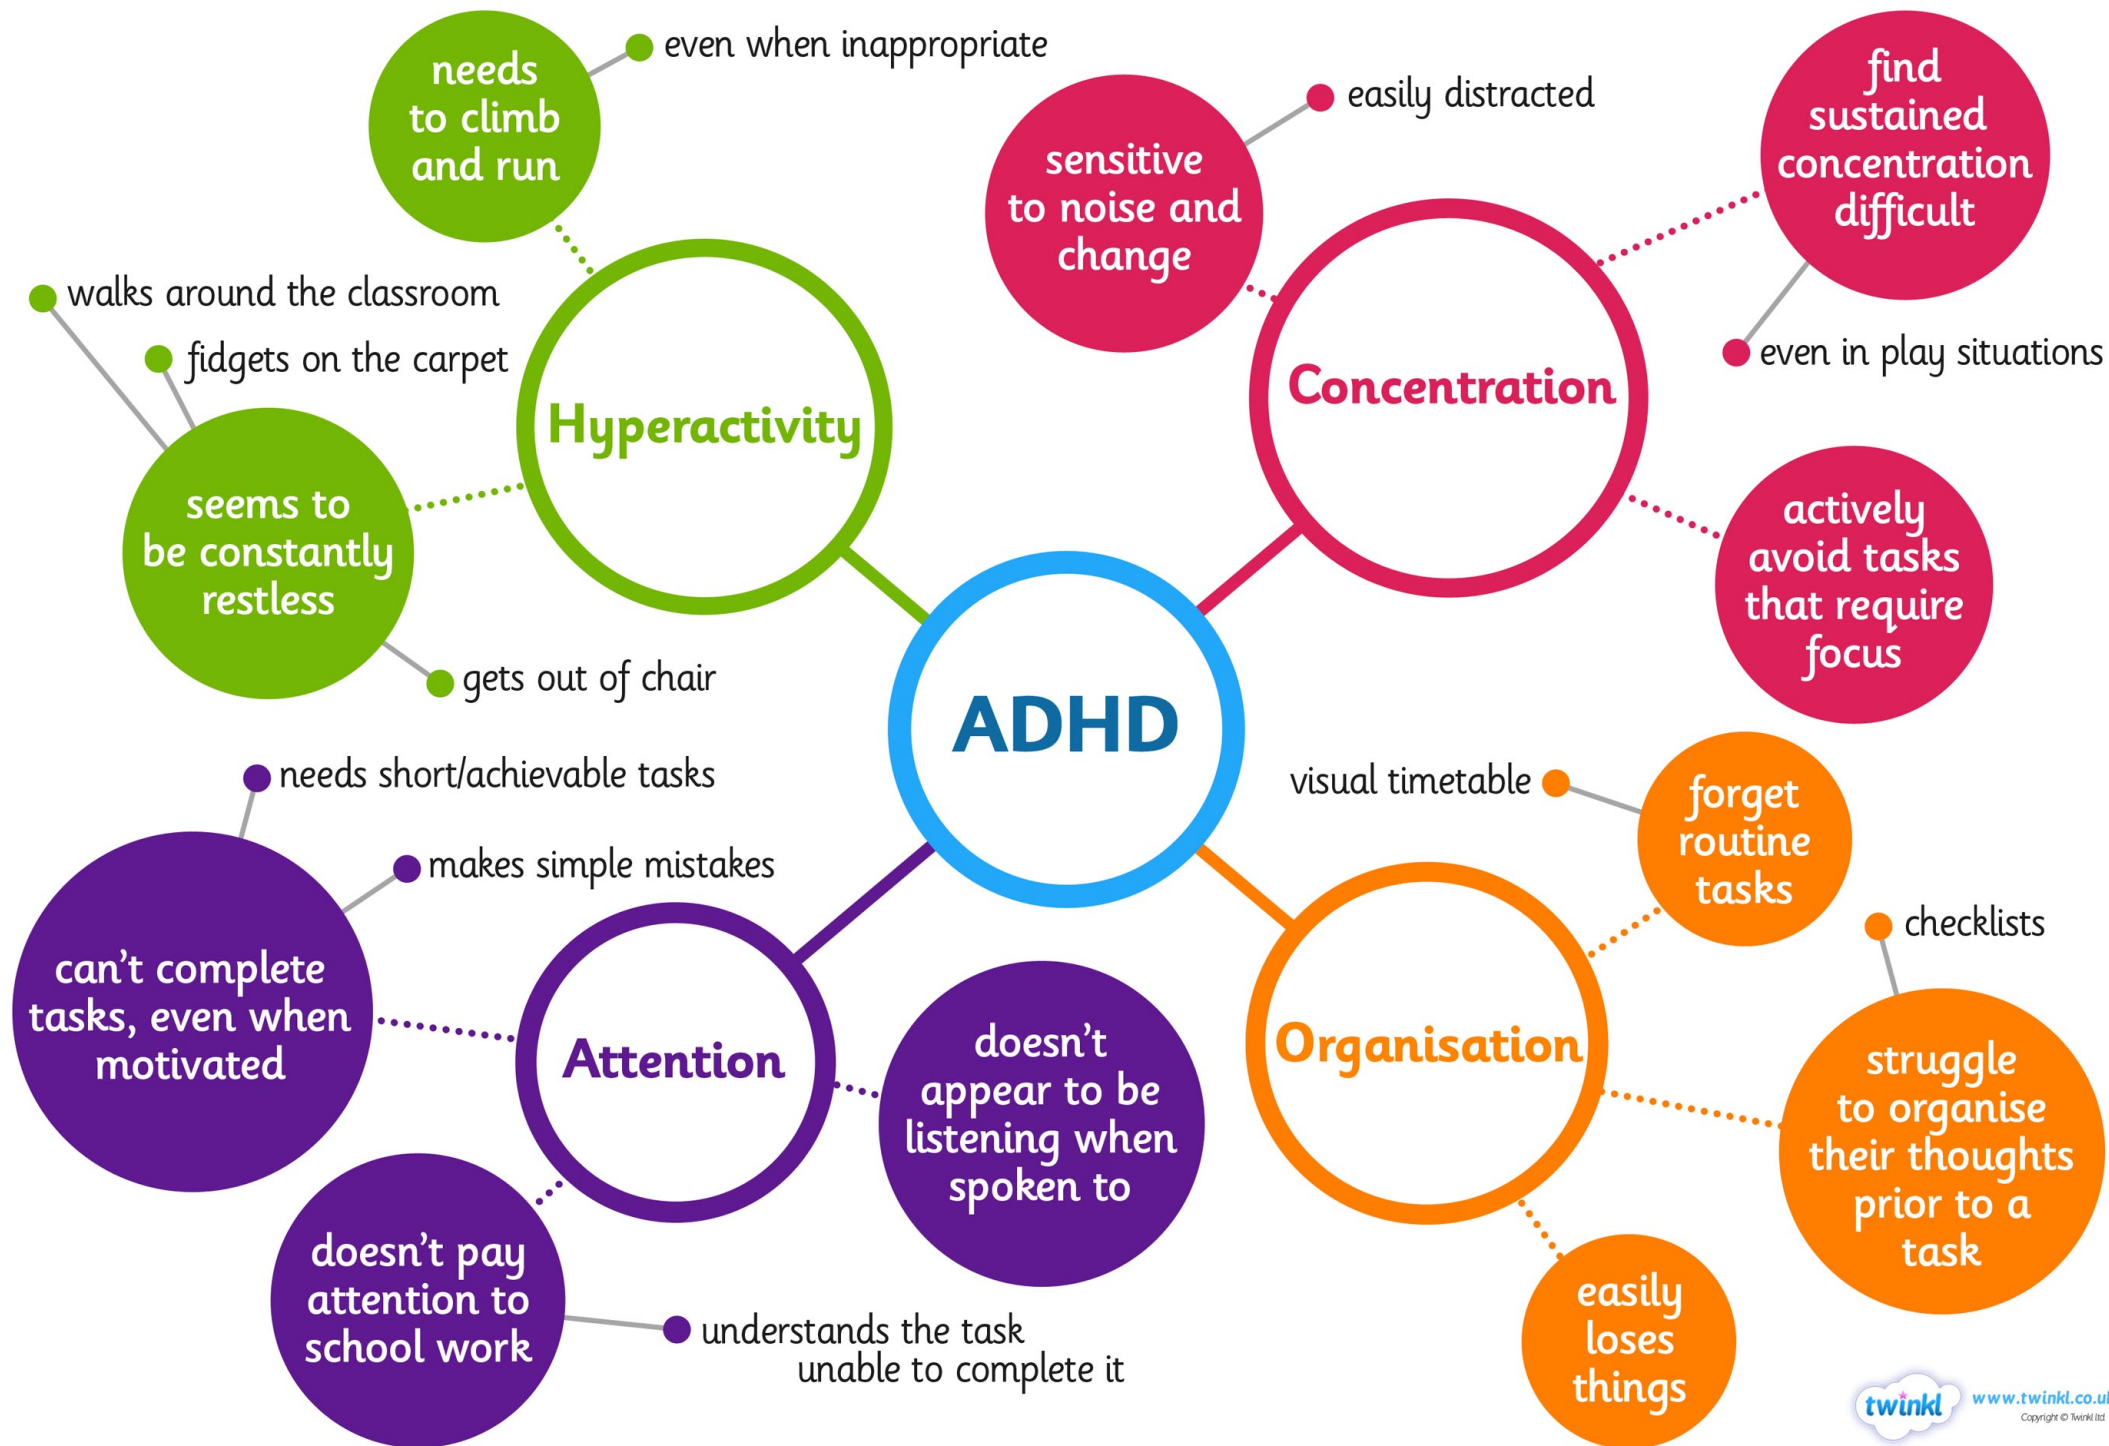 needs
to climb
and run
even when inappropriate
walks around the classroom
fidgets on the carpet
Hyperactivity
seems to
be constantly
restless
gets out of chair
sensitive
to noise and
change
easily distracted
find
sustained
concentration
difficult
even in play situations
Concentration
actively
avoid tasks
that require
focus
ADHD
needs short/achievable tasks
makes simple mistakes
can't complete
tasks, even when
motivated
Attention
doesn't
appear to be
listening when
spoken to
doesn't pay
attention to
school work
understands the task
unable to complete it
visual timetable
forget
routine
tasks
checklists
Organisation
struggle
to organise
their thoughts
prior to a
task
easily
loses
things
twinkl
www.twinkl.co.uk
Copyright © Twinkl ltd